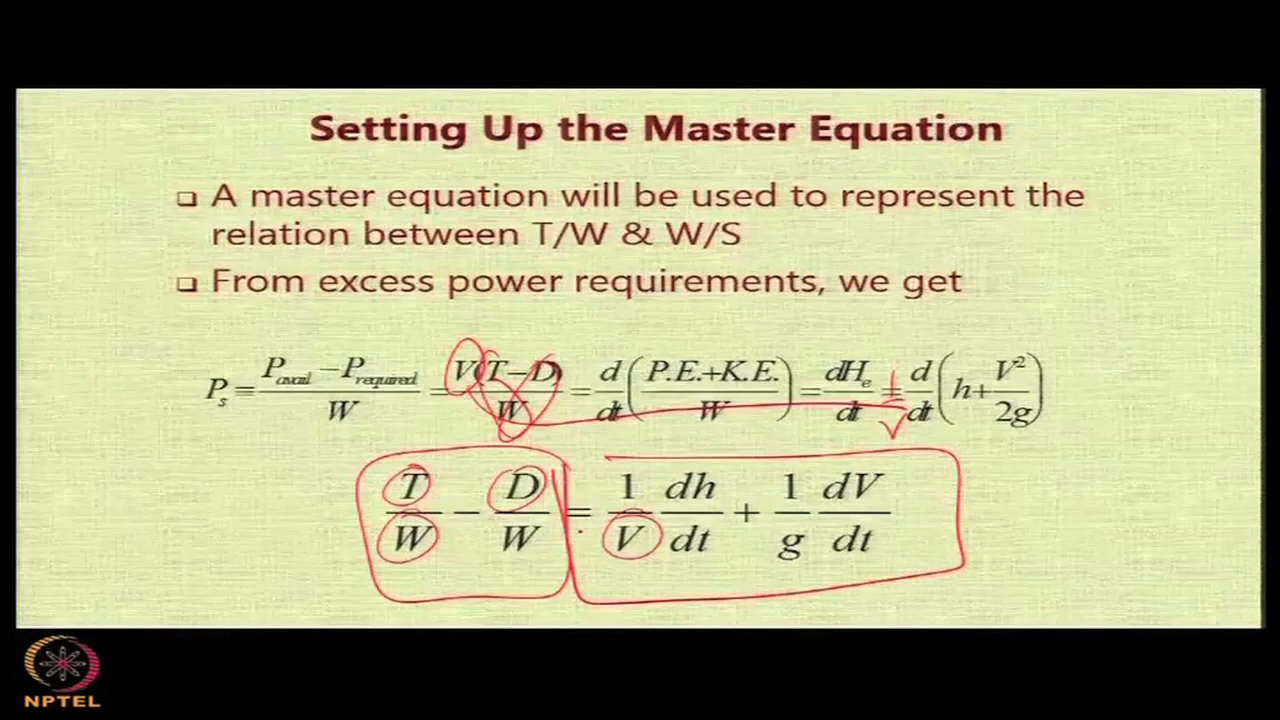 Setting Up the Master Equation
❑ A master equation will be used to represent the
relation between T/W & W/S
❑ From excess power requirements, we get
P_s = (P_avail − P_required)/W = V(T − D)/W = d/dt (P.E.+K.E./W) = dH_e/dt = d/dt (h + V²/2g)
T/W − D/W = 1/V dh/dt + 1/g dV/dt
NPTEL